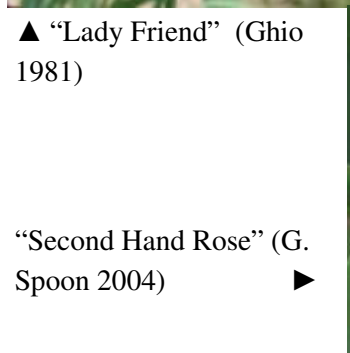 ▲ “Lady Friend”  (Ghio
1981)
“Second Hand Rose” (G.
Spoon 2004) ►